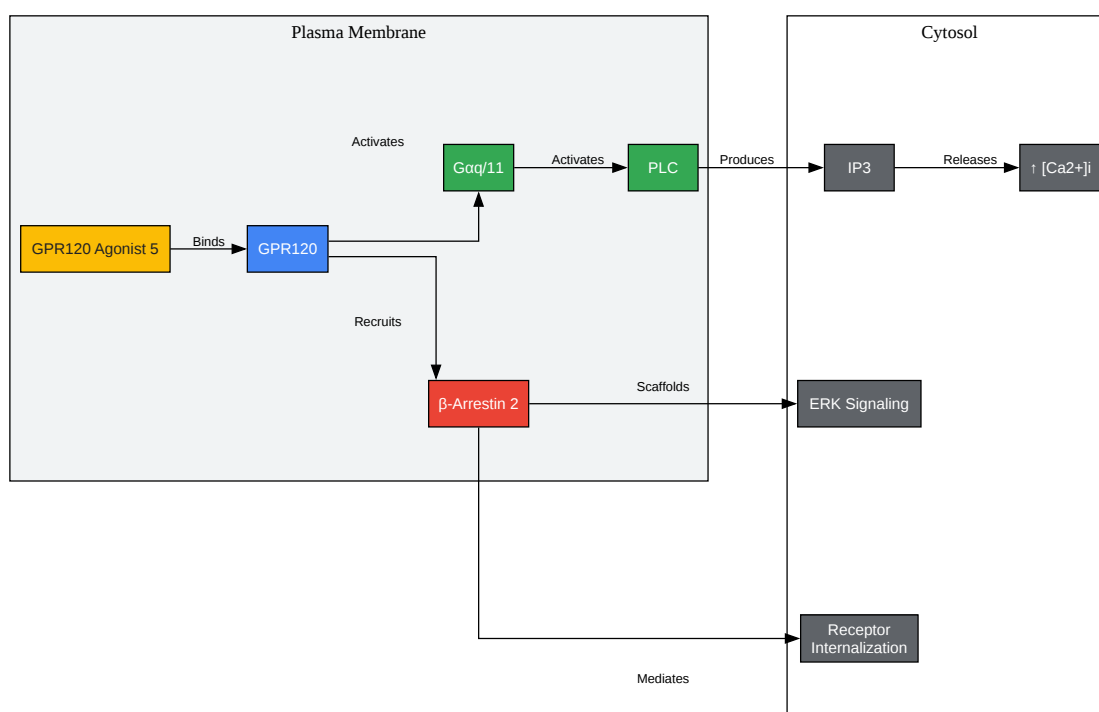 Plasma Membrane
Cytosol
Activates
Gαq/11
Activates
PLC
Produces
IP3
Releases
↑ [Ca2+]i
GPR120 Agonist 5
Binds
GPR120
Recruits
β-Arrestin 2
Scaffolds
ERK Signaling
Receptor
Internalization
Mediates